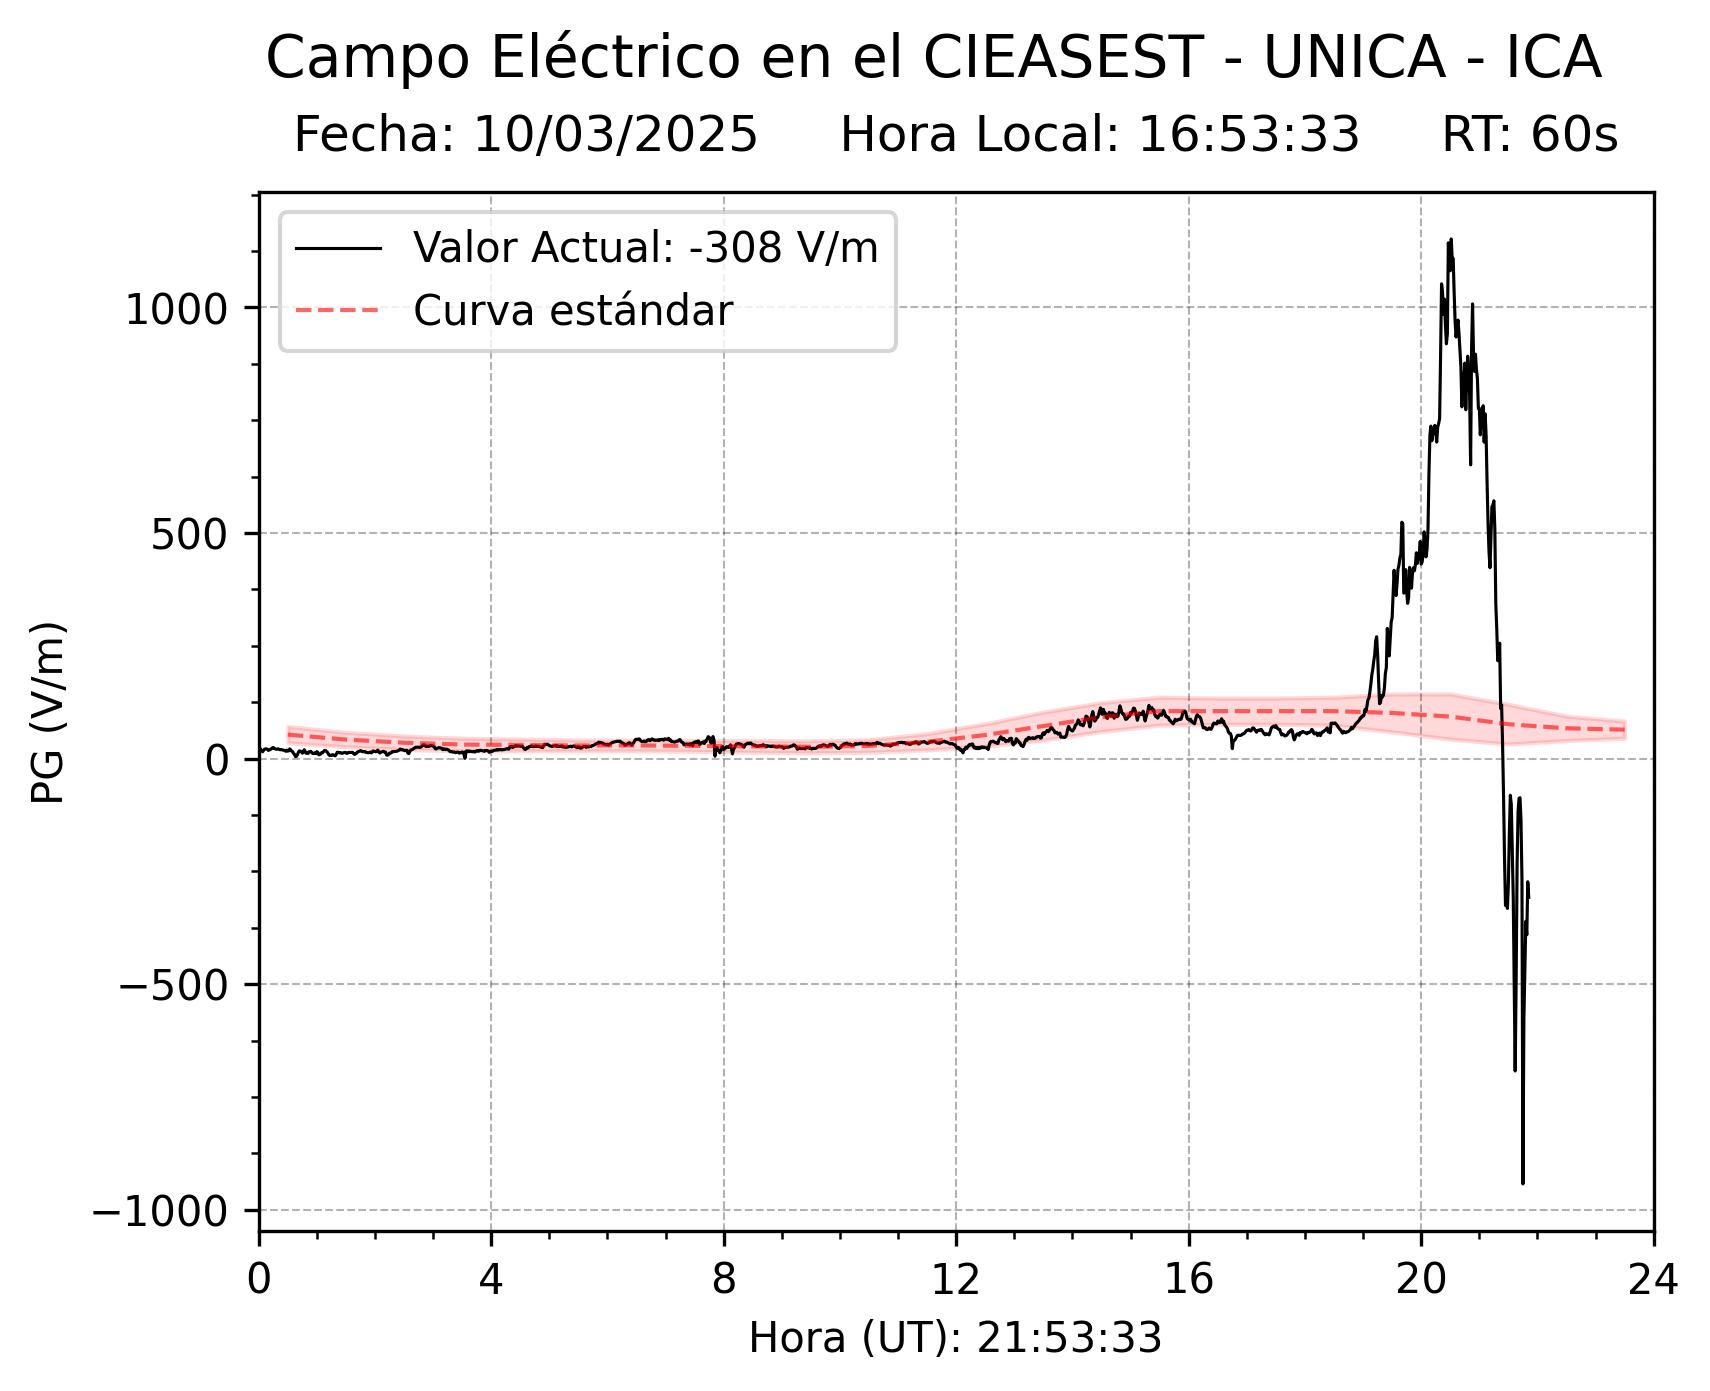 Campo Eléctrico en el CIEASEST - UNICA - ICA
Fecha: 10/03/2025 Hora Local: 16:53:33 RT: 60s
Valor Actual: -308 V/m
Curva estándar
1000
500
0
−500
−1000
PG (V/m)
0 4 8 12 16 20 24
Hora (UT): 21:53:33